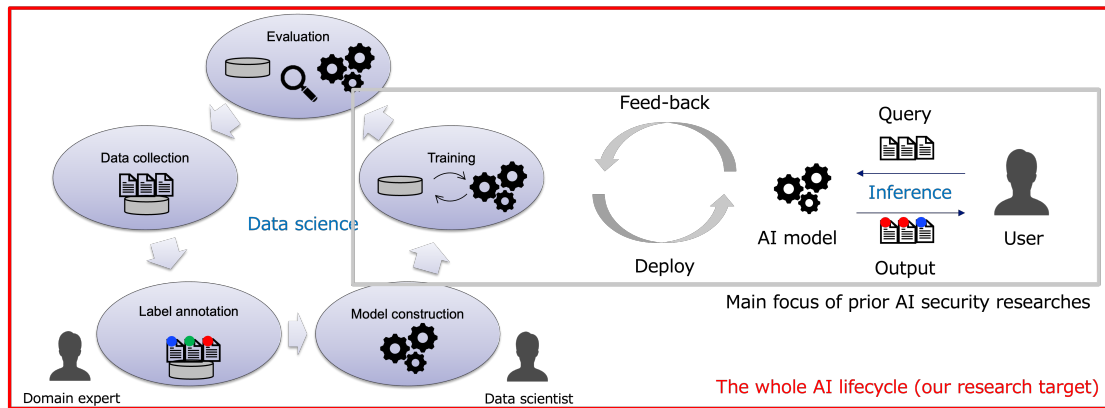 Evaluation
Feed-back
Query
Data collection
Training
Inference
Data science
AI model
User
Deploy
Output
Main focus of prior AI security researches
Label annotation
Model construction
The whole AI lifecycle (our research target)
Domain expert
Data scientist